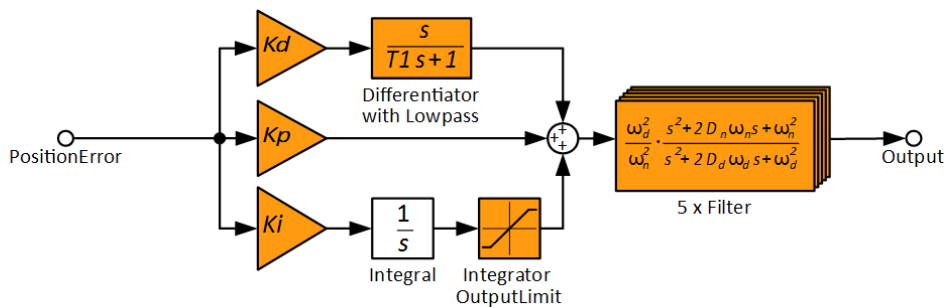 Kd
s
T1 s+1
Differentiator
with Lowpass
PositionError
Kp
+
+
+
ω_d^2
ω_n^2
·
s^2+2 D_n ω_n s+ω_n^2
s^2+2 D_d ω_d s+ω_d^2
Output
5 x Filter
Ki
1
s
Integral
Integrator
OutputLimit